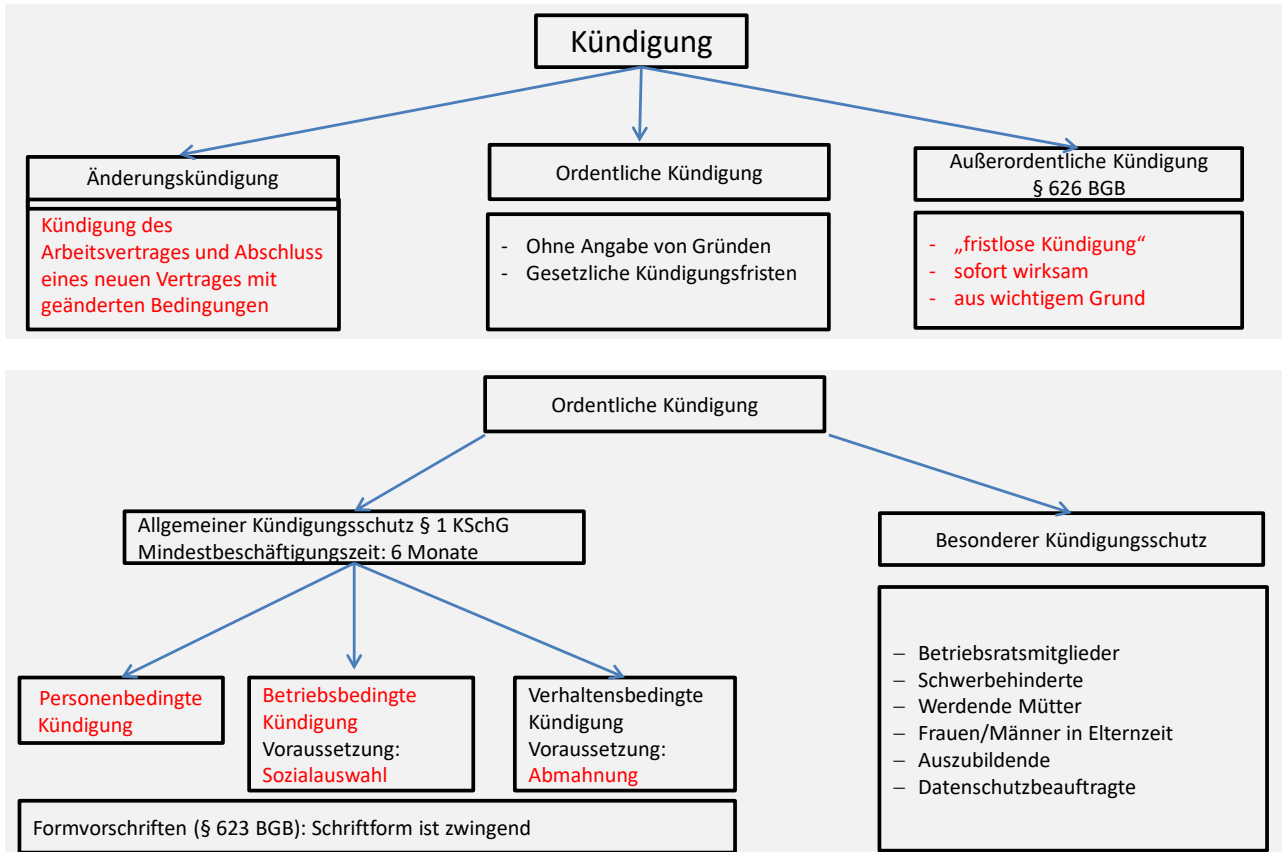 Kündigung
Änderungskündigung
Kündigung des
Arbeitsvertrages und Abschluss
eines neuen Vertrages mit
geänderten Bedingungen
Ordentliche Kündigung
- Ohne Angabe von Gründen
- Gesetzliche Kündigungsfristen
Außerordentliche Kündigung
§ 626 BGB
- „fristlose Kündigung“
- sofort wirksam
- aus wichtigem Grund
Ordentliche Kündigung
Allgemeiner Kündigungsschutz § 1 KSchG
Mindestbeschäftigungszeit: 6 Monate
Personenbedingte
Kündigung
Betriebsbedingte
Kündigung
Voraussetzung:
Sozialauswahl
Verhaltensbedingte
Kündigung
Voraussetzung:
Abmahnung
Formvorschriften (§ 623 BGB): Schriftform ist zwingend
Besonderer Kündigungsschutz
– Betriebsratsmitglieder
– Schwerbehinderte
– Werdende Mütter
– Frauen/Männer in Elternzeit
– Auszubildende
– Datenschutzbeauftragte